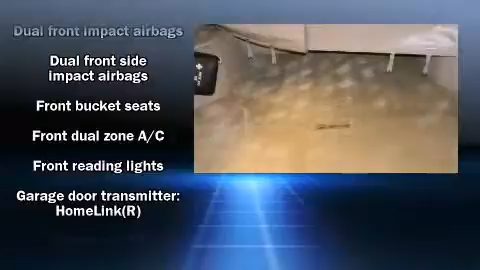 Dual front impact airbags
Dual front side
impact airbags
Front bucket seats
Front dual zone A/C
Front reading lights
Garage door transmitter:
HomeLink(R)